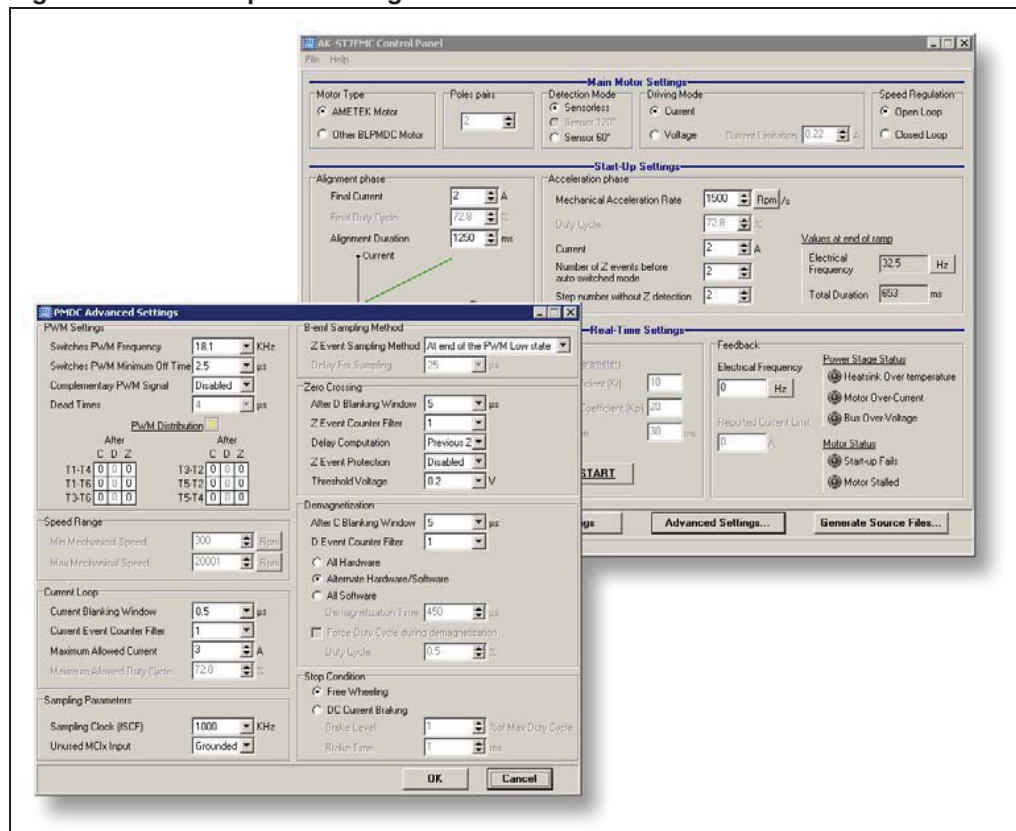 AK-ST7FMC Control Panel
File Help
Main Motor Settings
Motor Type
AMETEK Motor
Other BLPMDC Motor
Poles pairs
2
Detection Mode
Sensorless
Sensor 120°
Sensor 60°
Driving Mode
Current
Voltage
Current Limitation 0.22 A
Speed Regulation
Open Loop
Closed Loop
Start-Up Settings
Alignment phase
Final Current 2 A
Final Duty Cycle 72.8 %
Alignment Duration 1250 ms
Current
Acceleration phase
Mechanical Acceleration Rate 1500 Rpm /s
Duty Cycle 72.8 %
Current 2 A
Number of Z events before auto switched mode 2
Step number without Z detection 2
Values at end of ramp
Electrical Frequency 32.5 Hz
Total Duration 653 ms
Real-Time Settings
10
Coefficient (Kp) 20
30 ms
START
Feedback
Electrical Frequency
0 Hz
Reported Current Limit
0 A
Power Stage Status
Heatsink Over temperature
Motor Over-Current
Bus Over-Voltage
Motor Status
Start-up Fails
Motor Stalled
Advanced Settings...
Generate Source Files...
PMDC Advanced Settings
PWM Settings
Switches PWM Frequency 18.1 KHz
Switches PWM Minimum Off Time 2.5 µs
Complementary PWM Signal Disabled
Dead Times 4 µs
PWM Distribution
After After
C D Z C D Z
T1-T4 0 0 0 T3-T2 0 0 0
T1-T6 0 0 0 T5-T2 0 0 0
T3-T6 0 0 0 T5-T4 0 0 0
Speed Range
Min Mechanical Speed 300 Rpm
Max Mechanical Speed 20001 Rpm
Current Loop
Current Blanking Window 0.5 µs
Current Event Counter Filter 1
Maximum Allowed Current 3 A
Maximum Allowed Duty Cycle 72.8 %
Sampling Parameters
Sampling Clock (fSCF) 1000 KHz
Unused MCIx Input Grounded
B-emf Sampling Method
Z Event Sampling Method At end of the PWM Low state
Delay For Sampling 25 µs
Zero Crossing
After D Blanking Window 5 µs
Z Event Counter Filter 1
Delay Computation Previous Z
Z Event Protection Disabled
Threshold Voltage 0.2 V
Demagnetization
After C Blanking Window 5 µs
D Event Counter Filter 1
All Hardware
Alternate Hardware/Software
All Software
Demagnetization Time 450 µs
Force Duty Cycle during demagnetization
Duty Cycle 0.5 %
Stop Condition
Free Wheeling
DC Current Braking
Brake Level 1 % of Max Duty Cycle
Brake Time 1 ms
OK Cancel